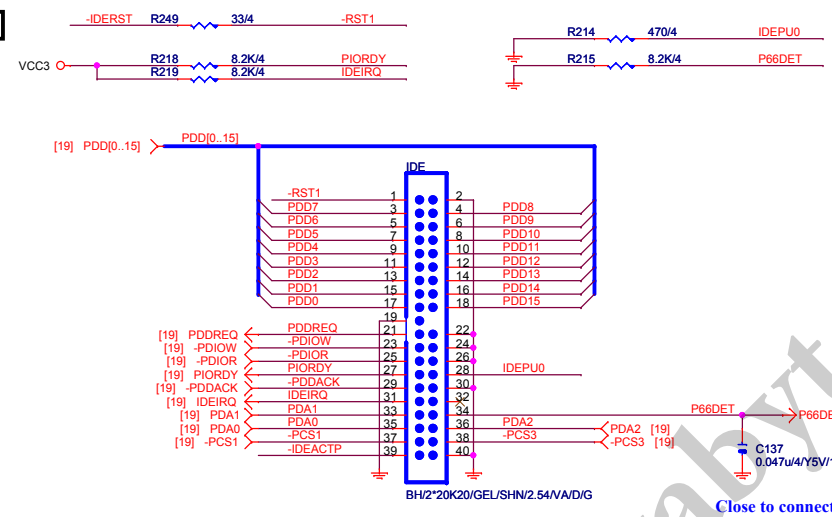 -IDERST R249 33/4 -RST1
R214 470/4 IDEPU0
VCC3 R218 8.2K/4 PIORDY
R219 8.2K/4 IDEIRQ
R215 8.2K/4 P66DET
[19] PDD[0..15] PDD[0..15]
IDE
-RST1 1 2
PDD7 3 4 PDD8
PDD6 5 6 PDD9
PDD5 7 8 PDD10
PDD4 9 10 PDD11
PDD3 11 12 PDD12
PDD2 13 14 PDD13
PDD1 15 16 PDD14
PDD0 17 18 PDD15
19
[19] PDDREQ PDDREQ 21 22
[19] -PDIOW -PDIOW 23 24
[19] -PDIOR -PDIOR 25 26
[19] PIORDY PIORDY 27 28 IDEPU0
[19] -PDDACK -PDDACK 29 30
[19] IDEIRQ IDEIRQ 31 32
[19] PDA1 PDA1 33 34 P66DET P66DE
[19] PDA0 PDA0 35 36 PDA2 PDA2 [19]
[19] -PCS1 -PCS1 37 38 -PCS3 -PCS3 [19]
-IDEACTP 39 40
C137
0.047u/4/Y5V/1
BH/2*20K20/GEL/SHN/2.54/VA/D/G
Close to connect
abyt